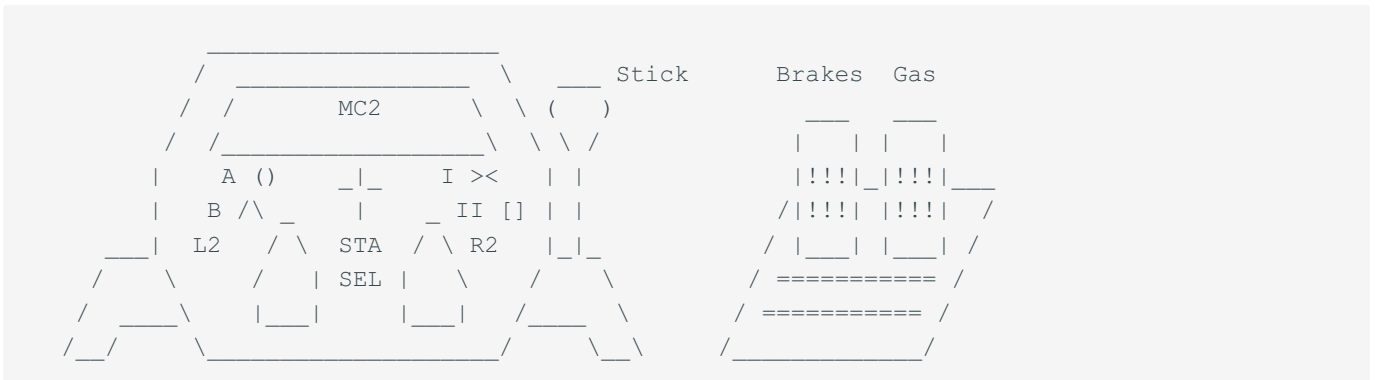 Stick Brakes Gas
MC2
A () I ><
B /\ II []
L2 STA R2
SEL